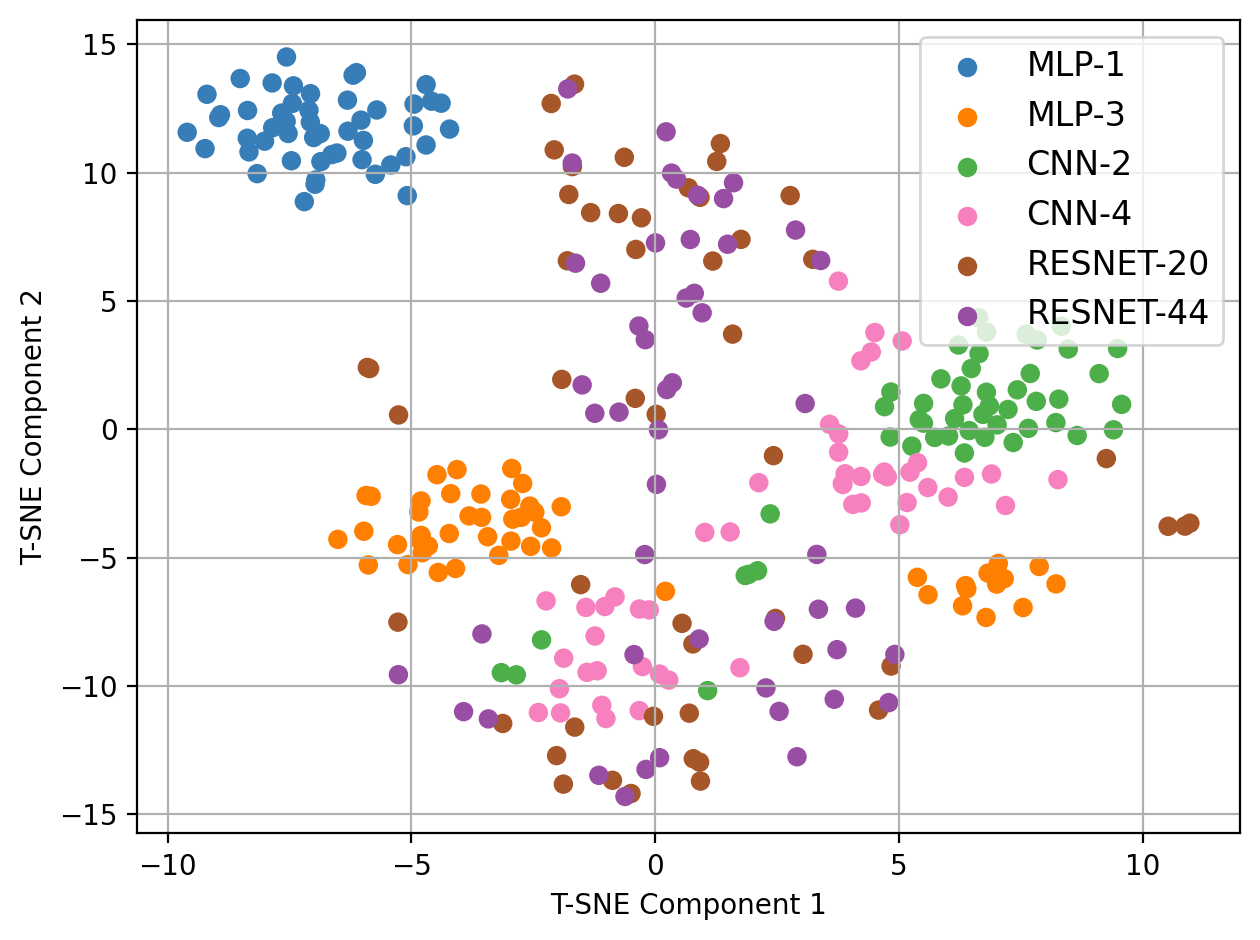 15
10
5
0
−5
−10
−15
T-SNE Component 2
MLP-1
MLP-3
CNN-2
CNN-4
RESNET-20
RESNET-44
−10
−5
0
5
10
T-SNE Component 1